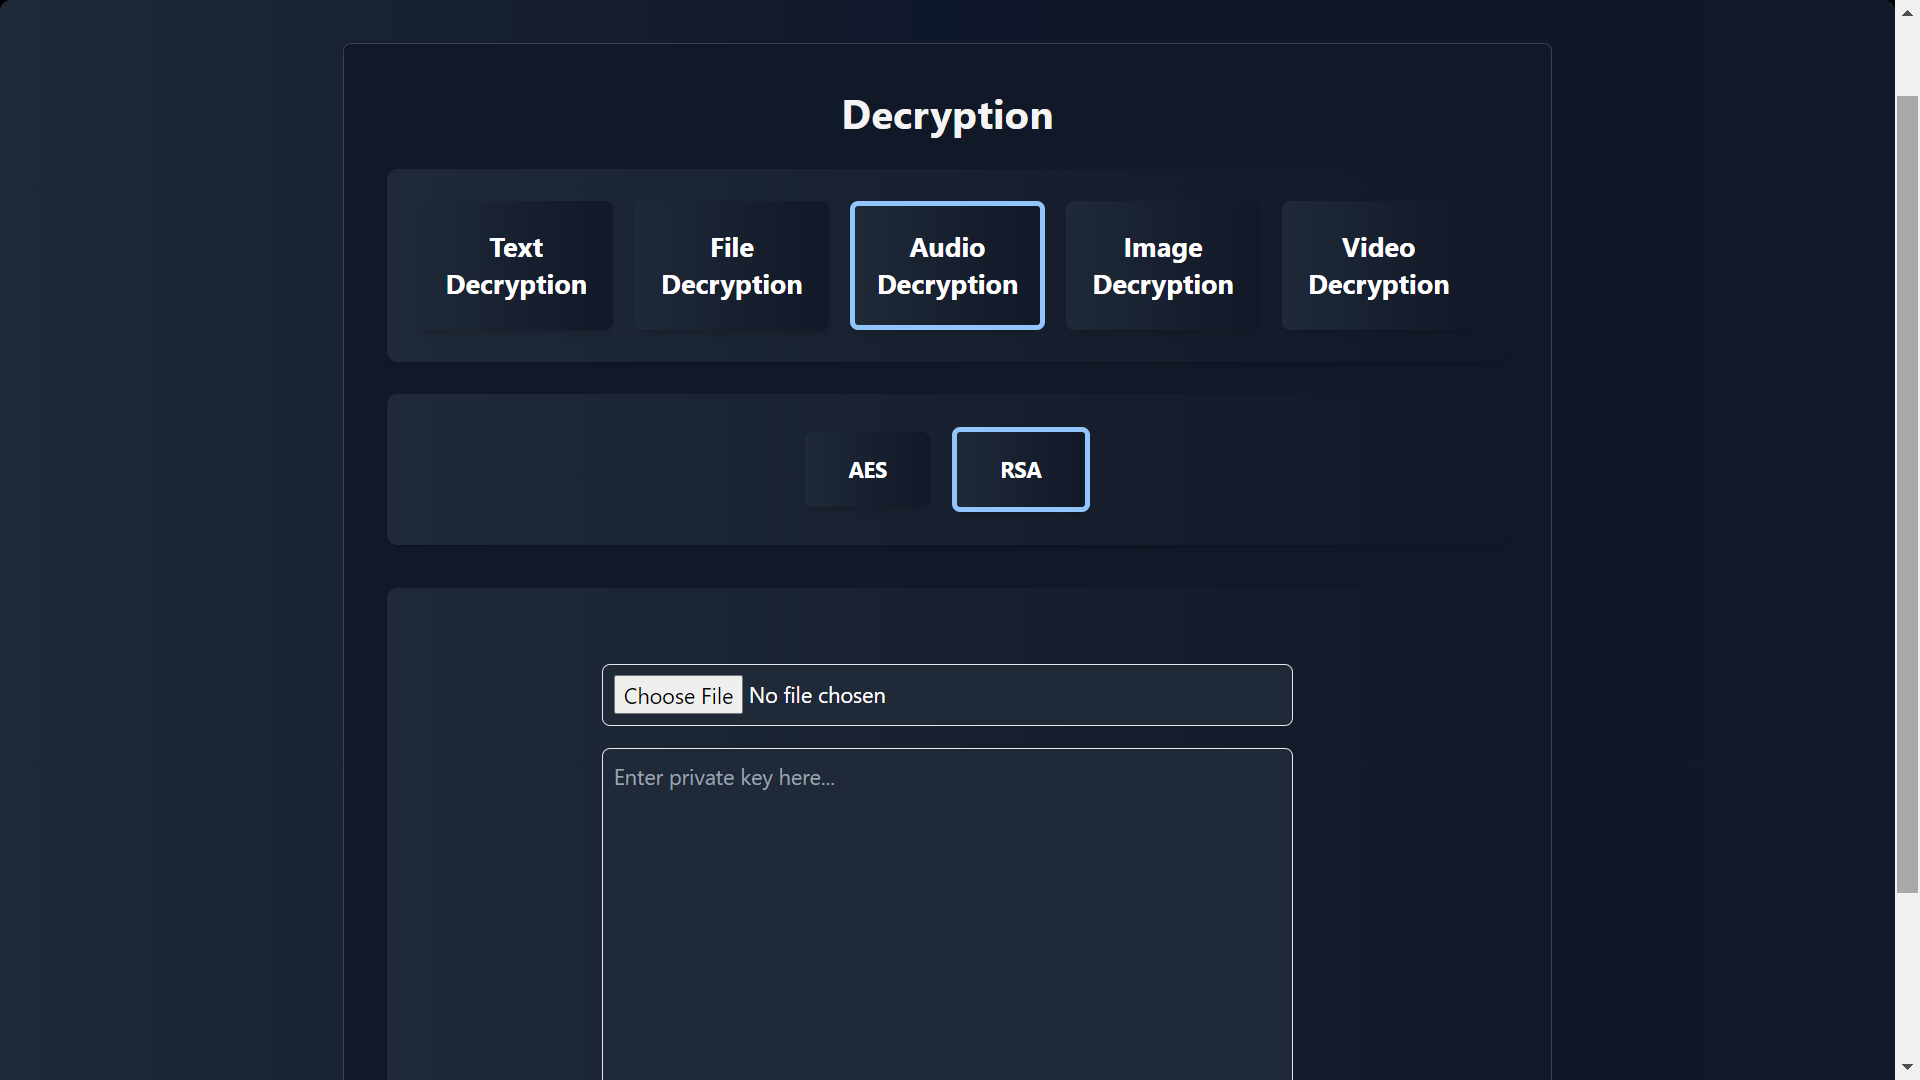 Decryption
Text
Decryption
File
Decryption
Audio
Decryption
Image
Decryption
Video
Decryption
AES
RSA
Choose File No file chosen
Enter private key here...